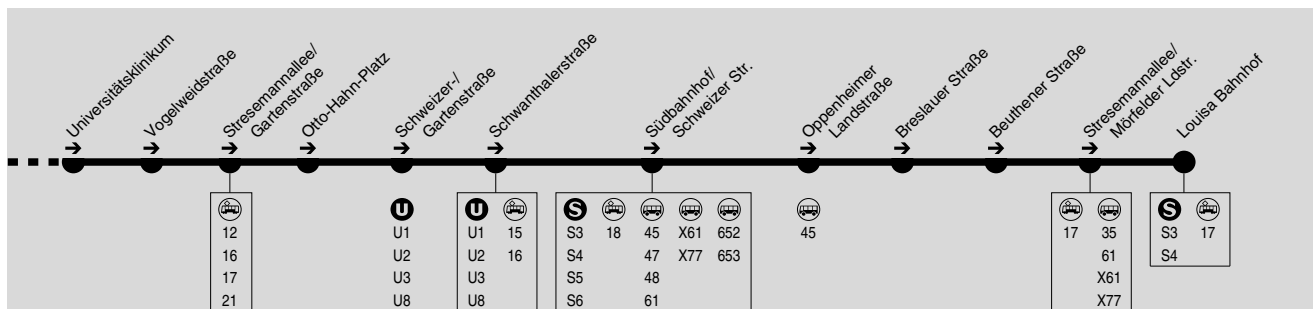 Universitätsklinikum
Vogelweidstraße
Stresemannallee/
Gartenstraße
Otto-Hahn-Platz
Schweizer-/
Gartenstraße
Schwanthalerstraße
Südbahnhof/
Schweizer Str.
Oppenheimer
Landstraße
Breslauer Straße
Beuthener Straße
Stresemannallee/
Mörfelder Ldstr.
Louisa Bahnhof
12
16
17
21
U
U1
U2
U3
U8
U
U1 15
U2 16
U3
U8
S
S3 18 45 X61 652
S4 47 X77 653
S5 48
S6 61
45
17 35
61
X61
X77
S
S3 17
S4